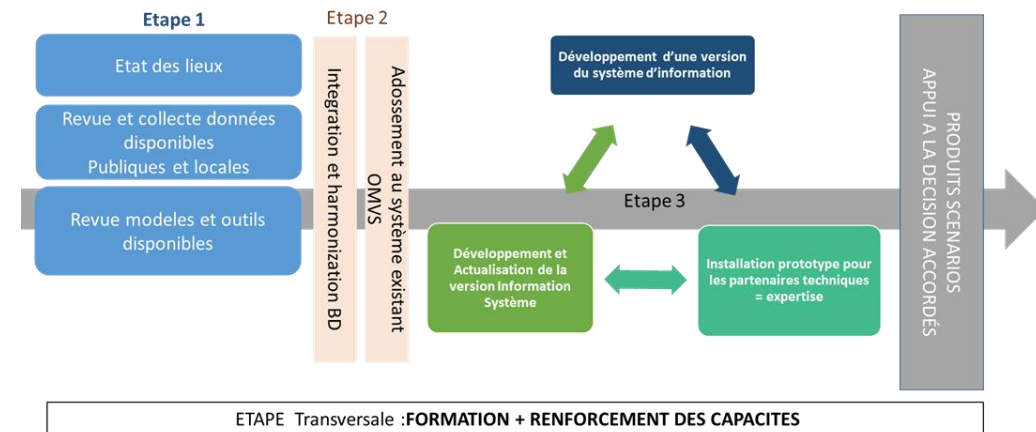 Etape 1
Etat des lieux
Revue et collecte données
disponibles
Publiques et locales
Revue modeles et outils
disponibles
Etape 2
Integration et harmonization BD
Adossement au système existant
OMVS
Etape 3
Développement d’une version
du système d’information
Développement et
Actualisation de la
version Information
Système
Installation prototype pour
les partenaires techniques
= expertise
PRODUITS SCENARIOS
APPUI A LA DECISION ACCORDÉS
ETAPE Transversale :FORMATION + RENFORCEMENT DES CAPACITES